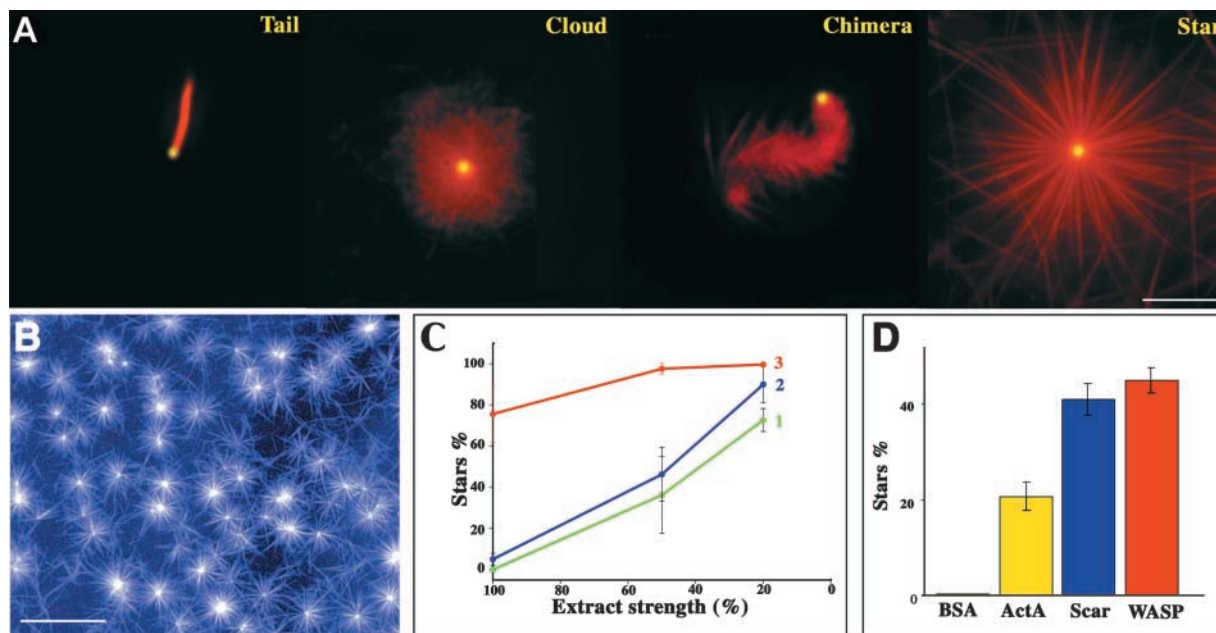 A
Tail
Cloud
Chimera
Star
B
C
100
80
60
40
20
0
Stars %
3
2
1
100 80 60 40 20 0
Extract strength (%)
D
40
20
0
Stars %
BSA ActA Scar WASP